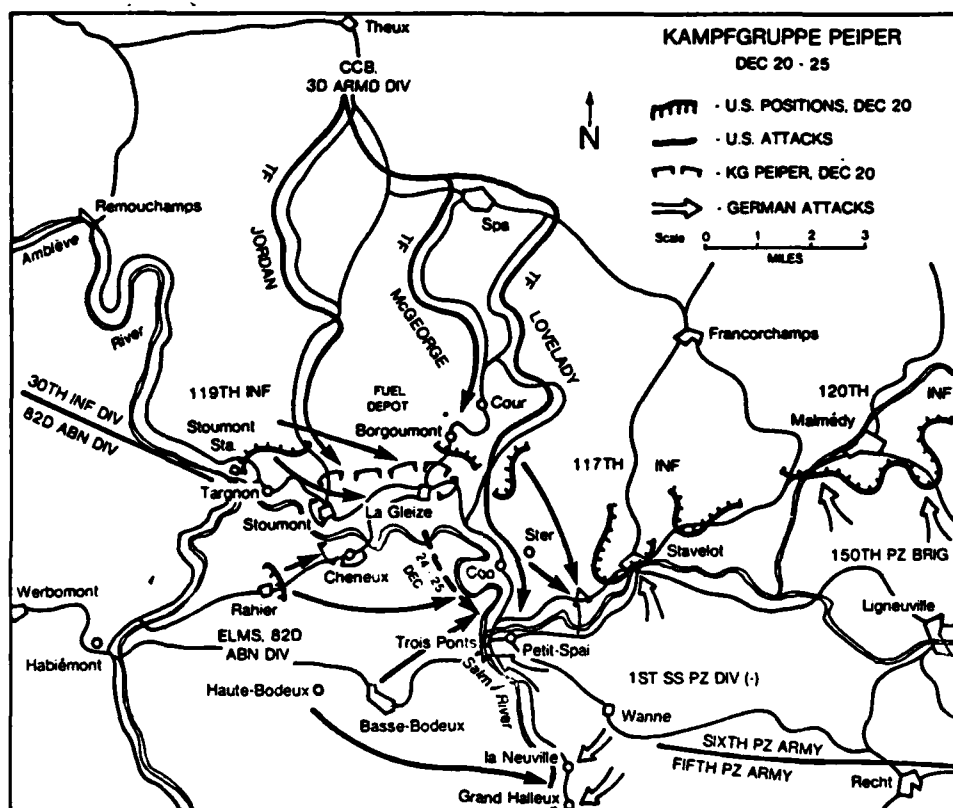 Theux
KAMPFGRUPPE PEIPER
DEC 20 - 25
CCB,
3D ARMD DIV
N
- U.S. POSITIONS, DEC 20
- U.S. ATTACKS
- KG PEIPER, DEC 20
- GERMAN ATTACKS
Scale 0 1 2 3
MILES
Remouchamps
Amblève
River
TF
JORDAN
Spa
TF
McGEORGE
TF
LOVELADY
Francorchamps
30TH INF DIV
82D ABN DIV
119TH INF
FUEL
DEPOT
Cour
Borgoumont
Stoumont
Sta.
Targnon
Stoumont
La Gleize
117TH INF
120TH INF
Malmédy
Ster
Stavelot
150TH PZ BRIG
Cheneux
24 - 25
DEC
Coo
Werbomont
Rahier
Habiémont
ELMS, 82D
ABN DIV
Trois Ponts
Petit-Spai
Ligneuville
Salm River
Haute-Bodeux
Basse-Bodeux
1ST SS PZ DIV (-)
Wanne
la Neuville
SIXTH PZ ARMY
FIFTH PZ ARMY
Recht
Grand Halleux